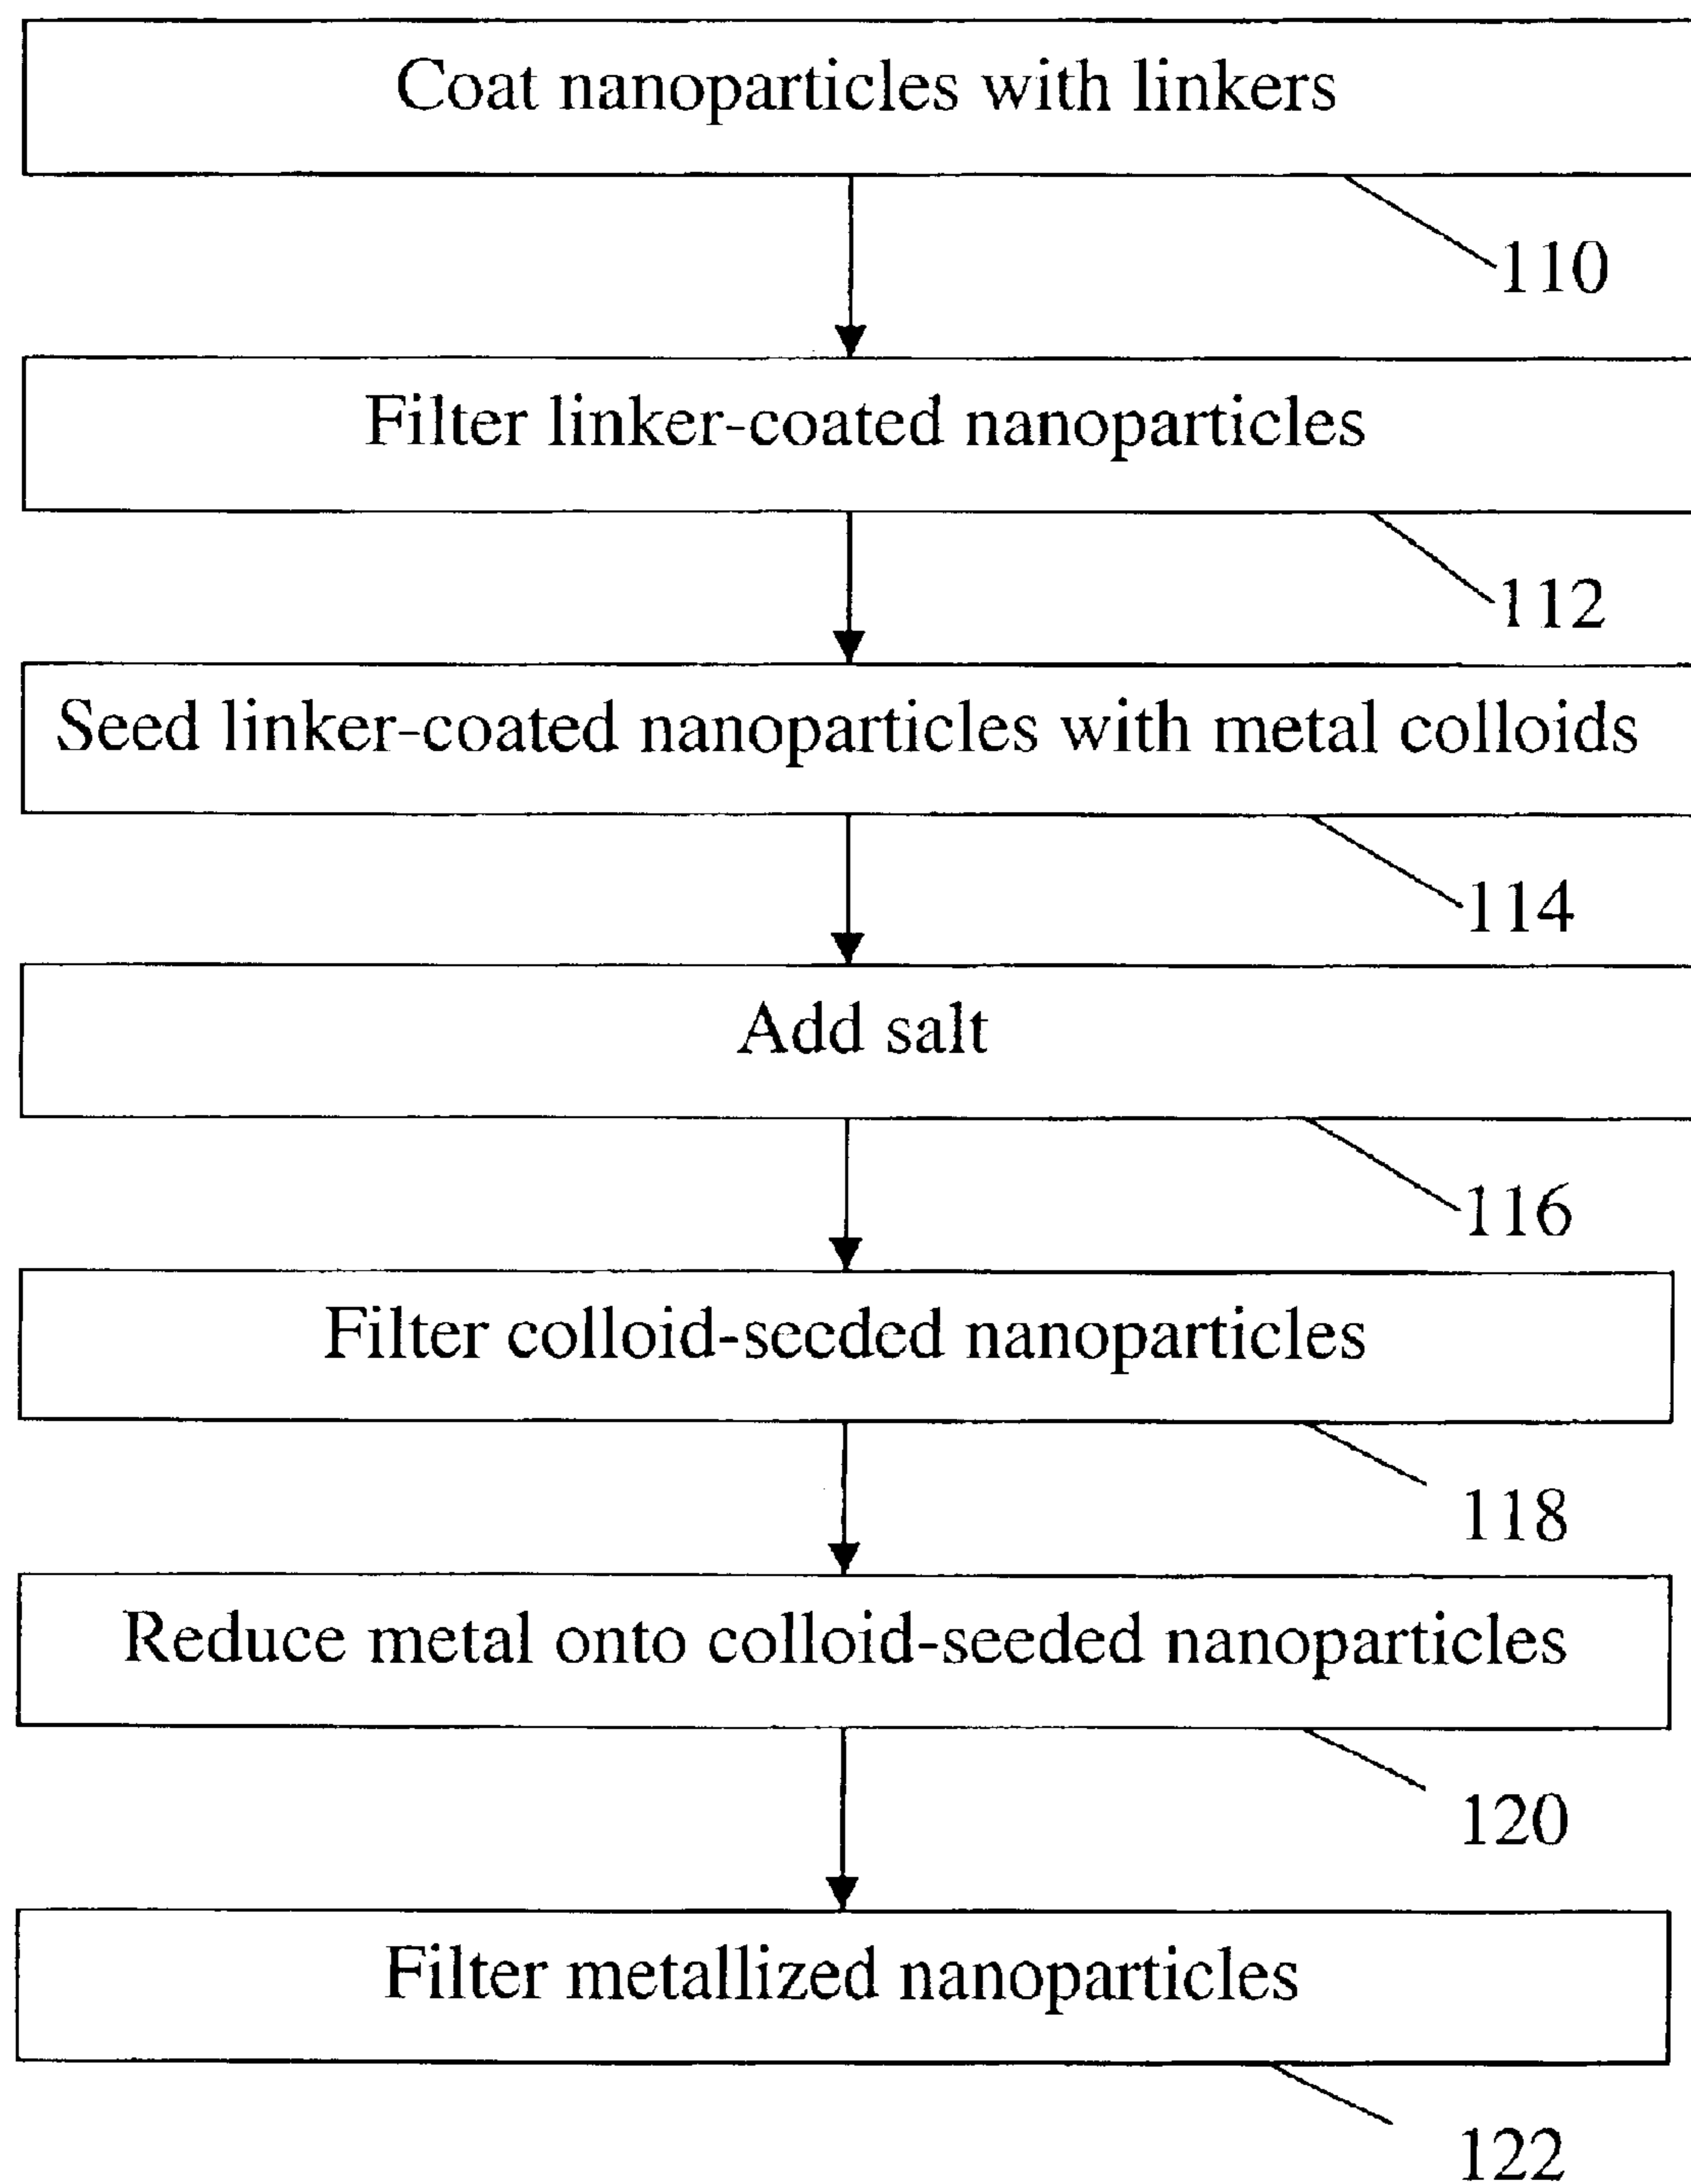 Coat nanoparticles with linkers
110
Filter linker-coated nanoparticles
112
Seed linker-coated nanoparticles with metal colloids
114
Add salt
116
Filter colloid-seeded nanoparticles
118
Reduce metal onto colloid-seeded nanoparticles
120
Filter metallized nanoparticles
122